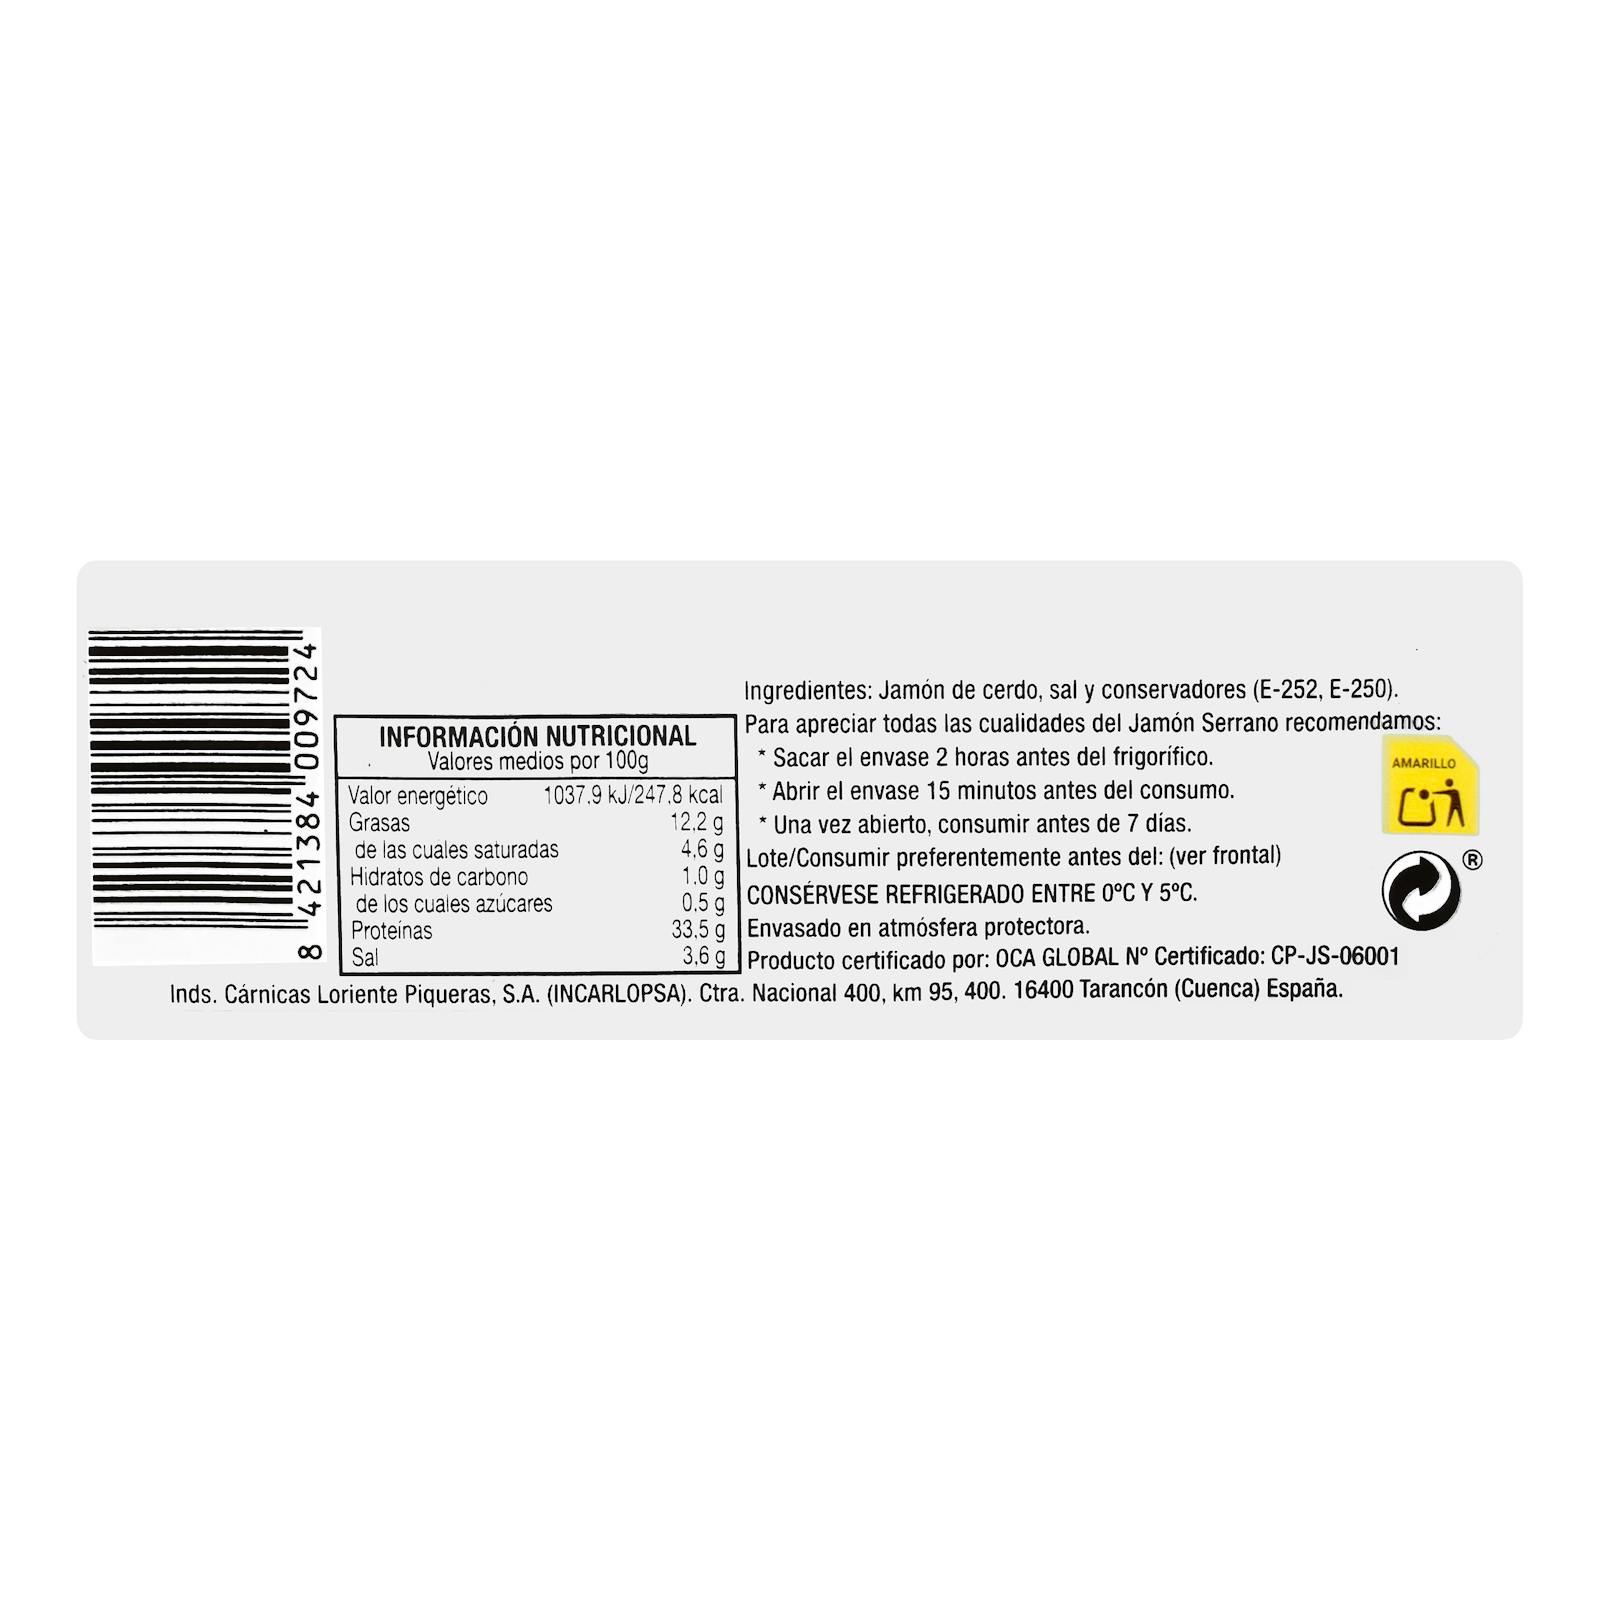 8 421384 009724
INFORMACIÓN NUTRICIONAL
Valores medios por 100g
Valor energético 1037,9 kJ/247,8 kcal
Grasas 12,2 g
de las cuales saturadas 4,6 g
Hidratos de carbono 1,0 g
de los cuales azúcares 0,5 g
Proteínas 33,5 g
Sal 3,6 g
Ingredientes: Jamón de cerdo, sal y conservadores (E-252, E-250).
Para apreciar todas las cualidades del Jamón Serrano recomendamos:
* Sacar el envase 2 horas antes del frigorífico.
* Abrir el envase 15 minutos antes del consumo.
* Una vez abierto, consumir antes de 7 días.
Lote/Consumir preferentemente antes del: (ver frontal)
CONSÉRVESE REFRIGERADO ENTRE 0ºC Y 5ºC.
Envasado en atmósfera protectora.
Producto certificado por: OCA GLOBAL Nº Certificado: CP-JS-06001
AMARILLO
®
Inds. Cárnicas Loriente Piqueras, S.A. (INCARLOPSA). Ctra. Nacional 400, km 95, 400. 16400 Tarancón (Cuenca) España.